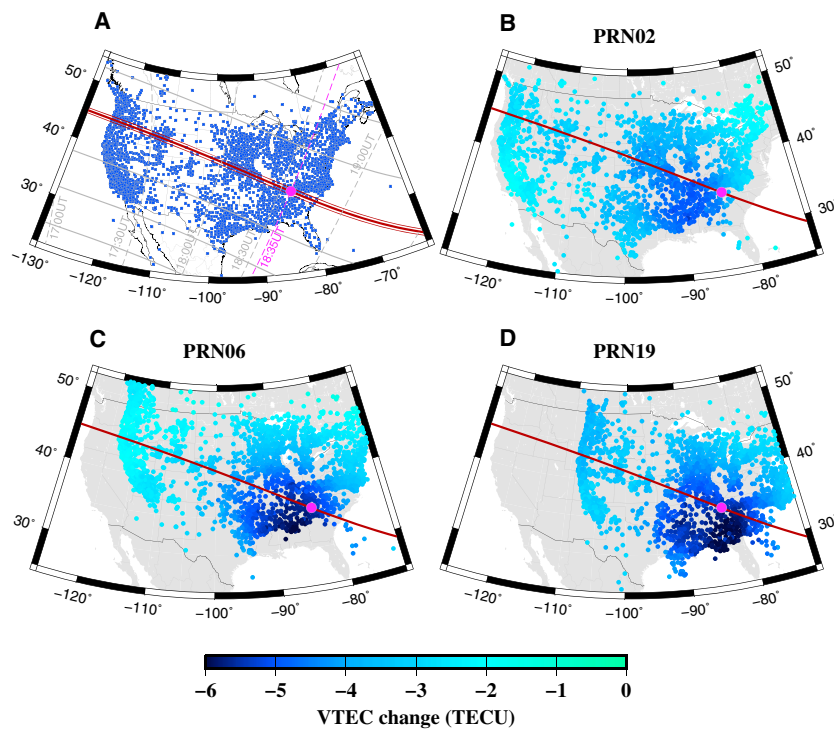 A
50°
40°
30°
−130°
−120°
−110°
−100°
−90°
−80°
−70°
17:00UT
17:30UT
18:00UT
18:30UT
18:35UT
19:00UT
B
PRN02
50°
40°
30°
−120°
−110°
−100°
−90°
−80°
C
PRN06
50°
40°
30°
−120°
−110°
−100°
−90°
−80°
D
PRN19
50°
40°
30°
−120°
−110°
−100°
−90°
−80°
−6 −5 −4 −3 −2 −1 0
VTEC change (TECU)